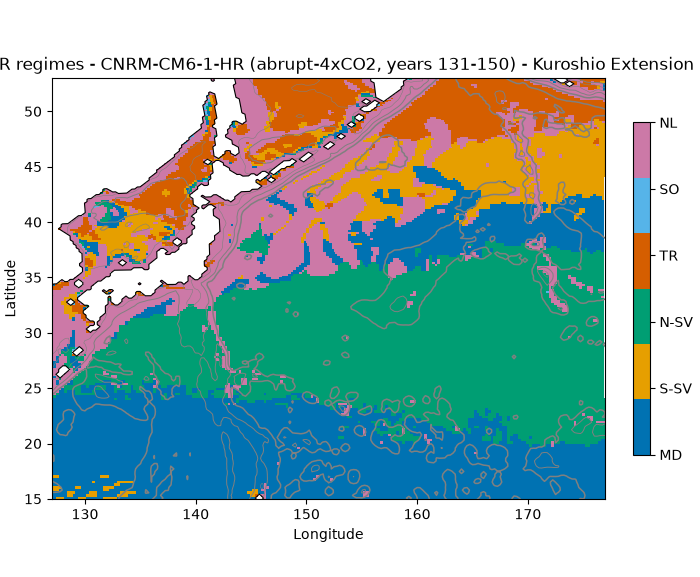 R regimes - CNRM-CM6-1-HR (abrupt-4xCO2, years 131-150) - Kuroshio Extension
50
45
40
35
30
25
20
15
Latitude
130
140
150
160
170
Longitude
NL
SO
TR
N-SV
S-SV
MD